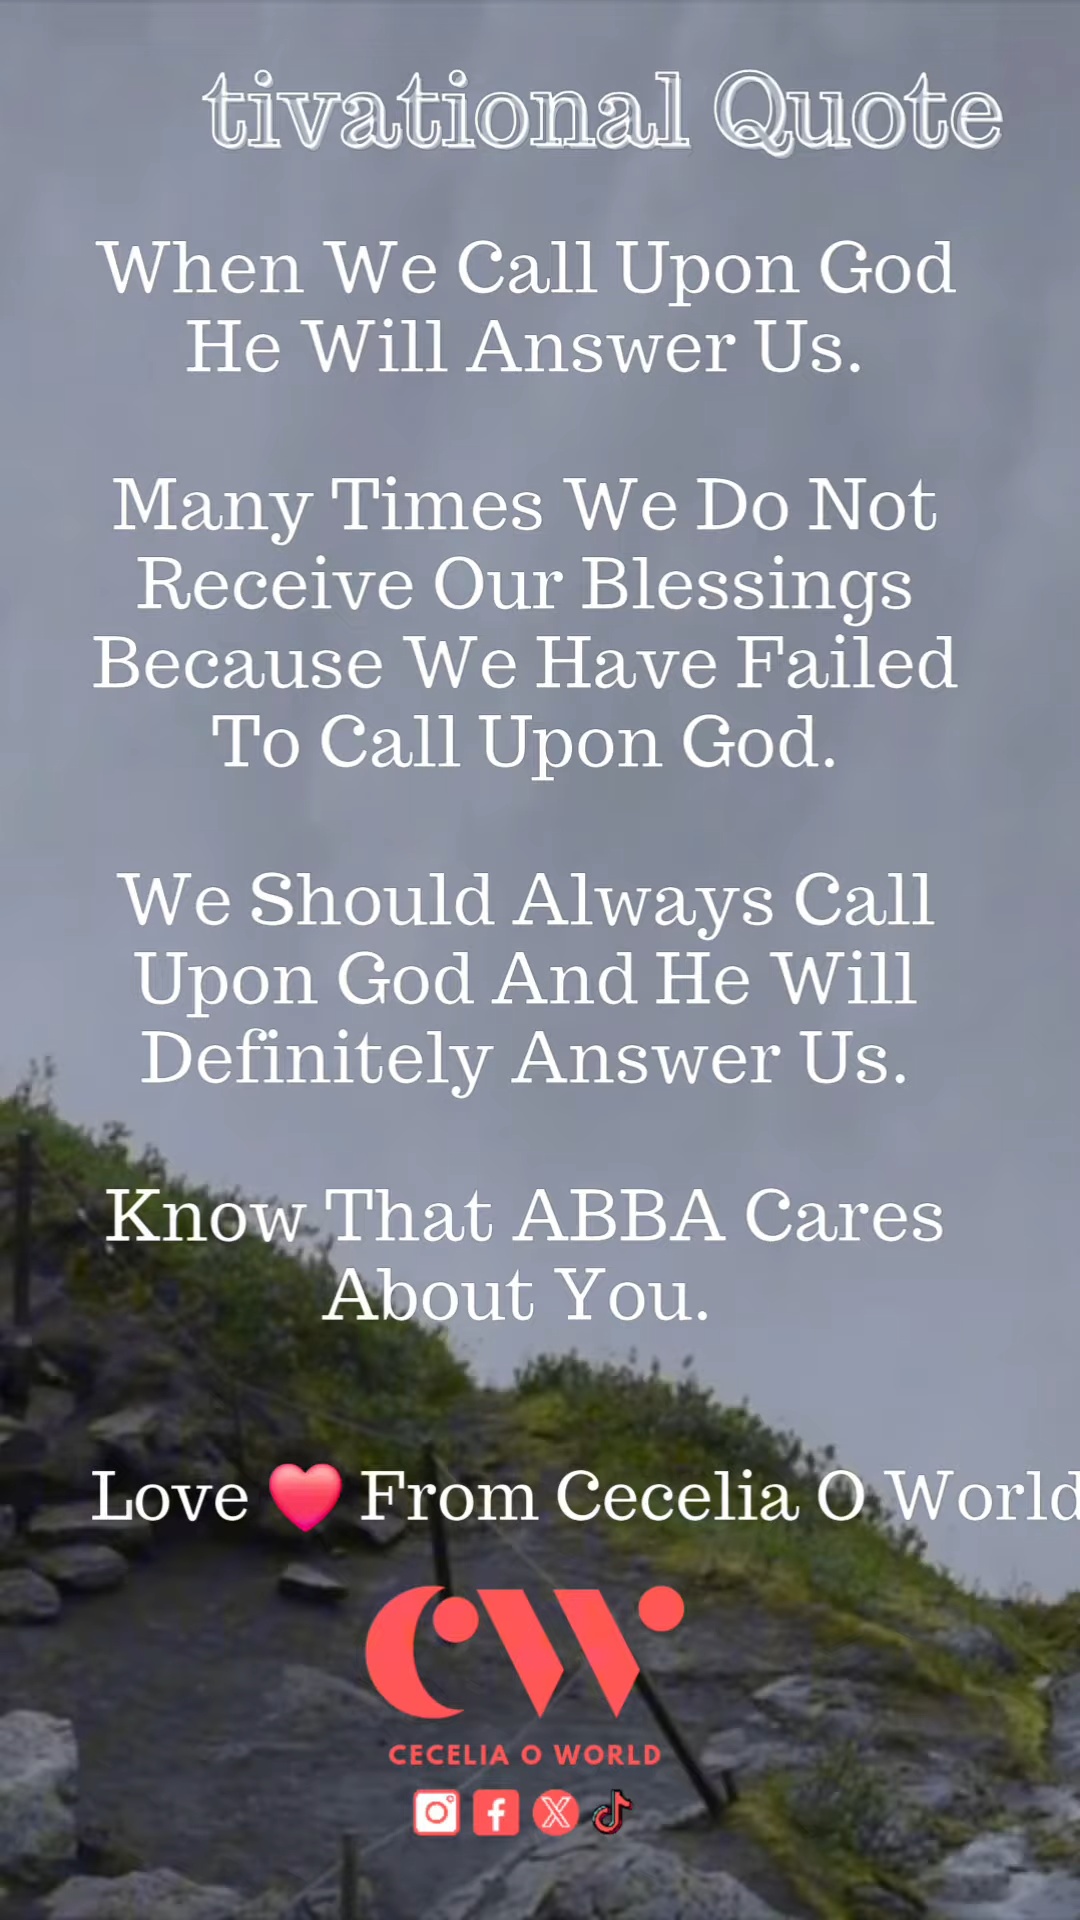 tivational Quote
When We Call Upon God
He Will Answer Us.
Many Times We Do Not
Receive Our Blessings
Because We Have Failed
To Call Upon God.
We Should Always Call
Upon God And He Will
Definitely Answer Us.
Know That ABBA Cares
About You.
Love ❤️ From Cecelia O World
CW
CECELIA O WORLD